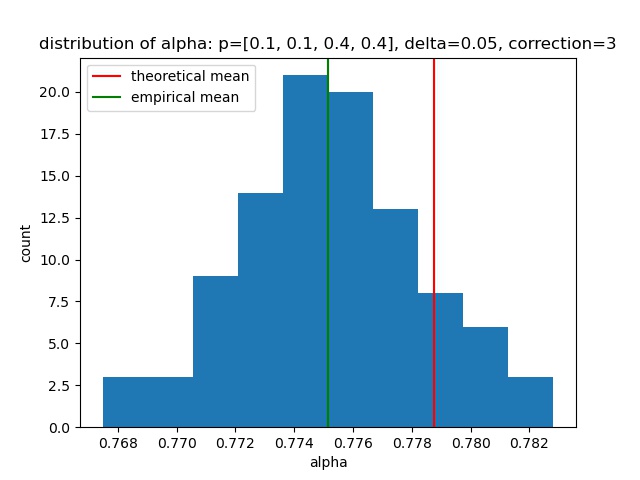 distribution of alpha: p=[0.1, 0.1, 0.4, 0.4], delta=0.05, correction=3
theoretical mean
empirical mean
20.0
17.5
15.0
12.5
10.0
7.5
5.0
2.5
0.0
count
0.768 0.770 0.772 0.774 0.776 0.778 0.780 0.782
alpha